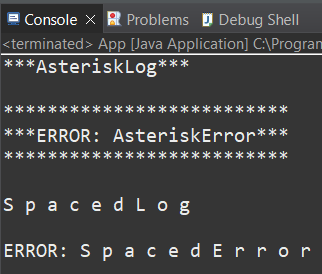 Console Problems Debug Shell
<terminated> App [Java Application] C:\Program
***AsteriskLog***
**************************
***ERROR: AsteriskError***
**************************
S p a c e d L o g
ERROR: S p a c e d E r r o r